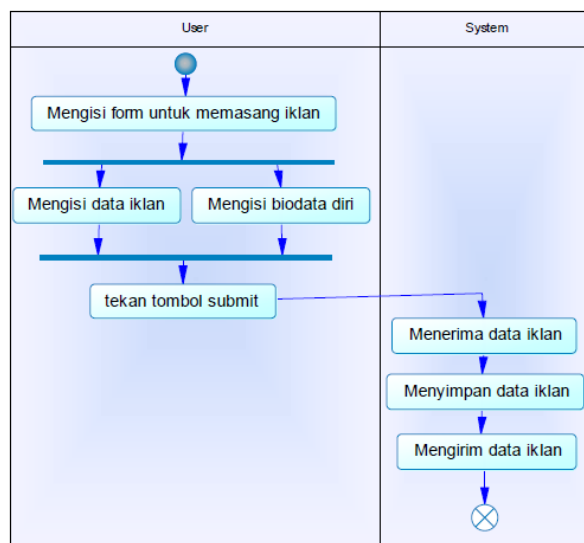 User
System
Mengisi form untuk memasang iklan
Mengisi data iklan
Mengisi biodata diri
tekan tombol submit
Menerima data iklan
Menyimpan data iklan
Mengirim data iklan